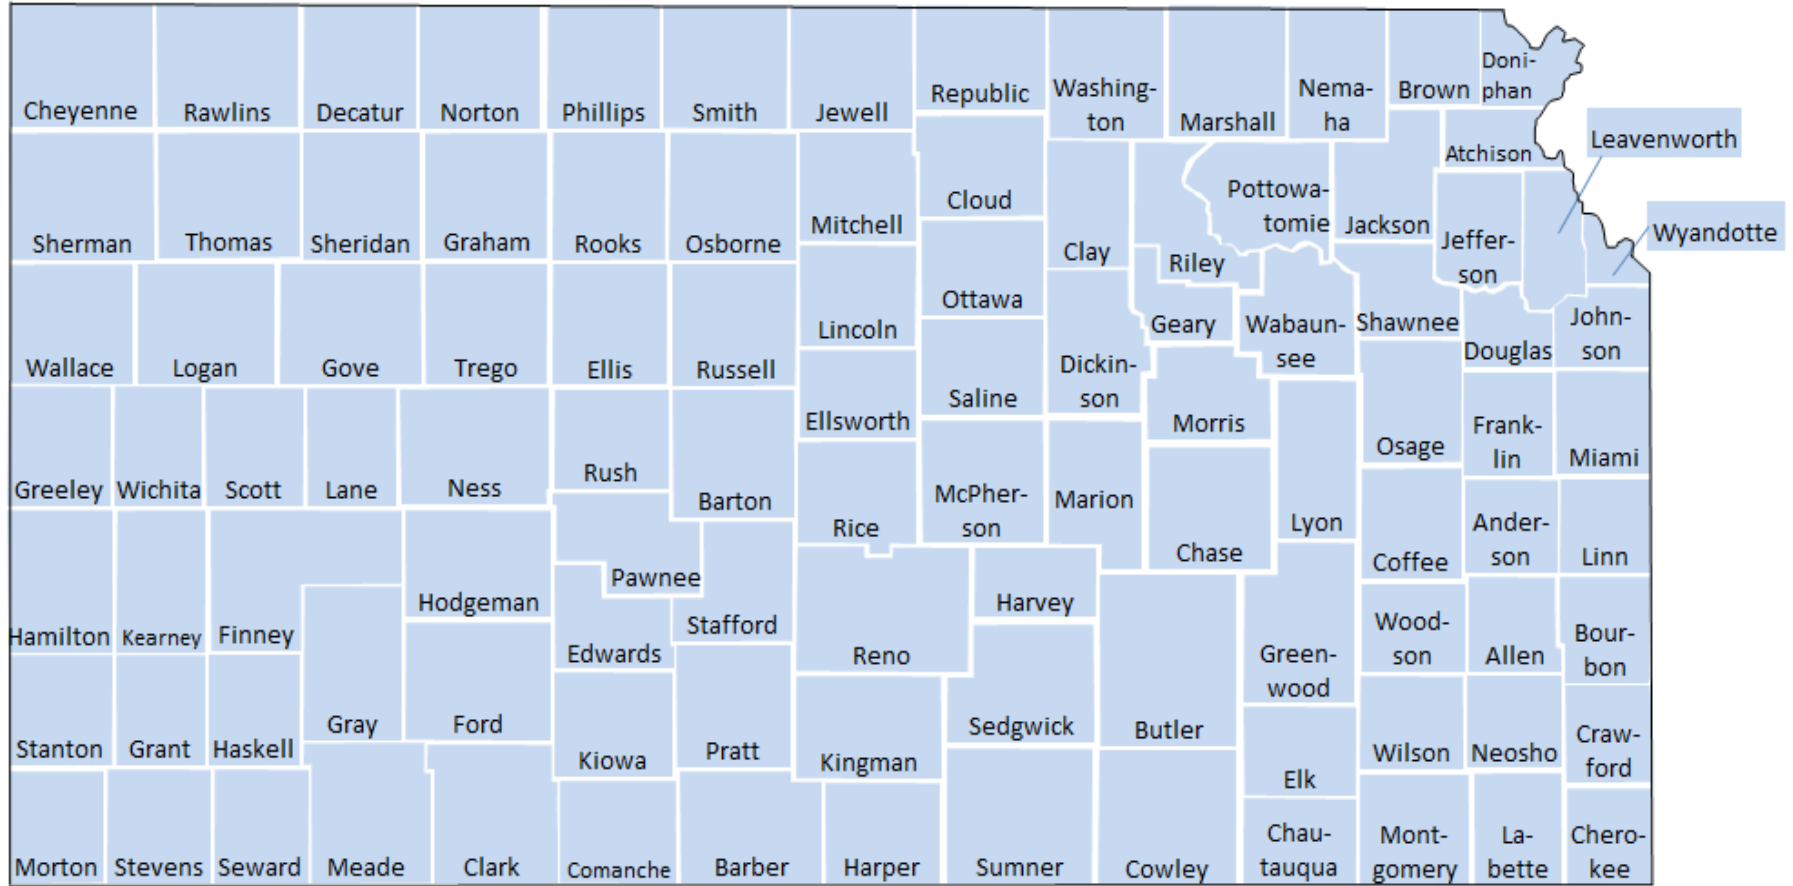 Cheyenne
Rawlins
Decatur
Norton
Phillips
Smith
Jewell
Republic
Washing-
ton
Marshall
Nema-
ha
Brown
Doni-
phan
Atchison
Leavenworth
Wyandotte
Sherman
Thomas
Sheridan
Graham
Rooks
Osborne
Mitchell
Cloud
Clay
Riley
Pottowa-
tomie
Jackson
Jeffer-
son
Wallace
Logan
Gove
Trego
Ellis
Russell
Lincoln
Ottawa
Saline
Dickin-
son
Geary
Wabaun-
see
Shawnee
Douglas
John-
son
Greeley
Wichita
Scott
Lane
Ness
Rush
Barton
Ellsworth
Rice
McPher-
son
Marion
Morris
Chase
Lyon
Osage
Frank-
lin
Miami
Coffee
Ander-
son
Linn
Hamilton
Kearney
Finney
Hodgeman
Pawnee
Edwards
Stafford
Reno
Harvey
Sedgwick
Butler
Green-
wood
Wood-
son
Allen
Bour-
bon
Stanton
Grant
Haskell
Gray
Ford
Kiowa
Pratt
Kingman
Elk
Wilson
Neosho
Craw-
ford
Morton
Stevens
Seward
Meade
Clark
Comanche
Barber
Harper
Sumner
Cowley
Chau-
tauqua
Mont-
gomery
La-
bette
Chero-
kee